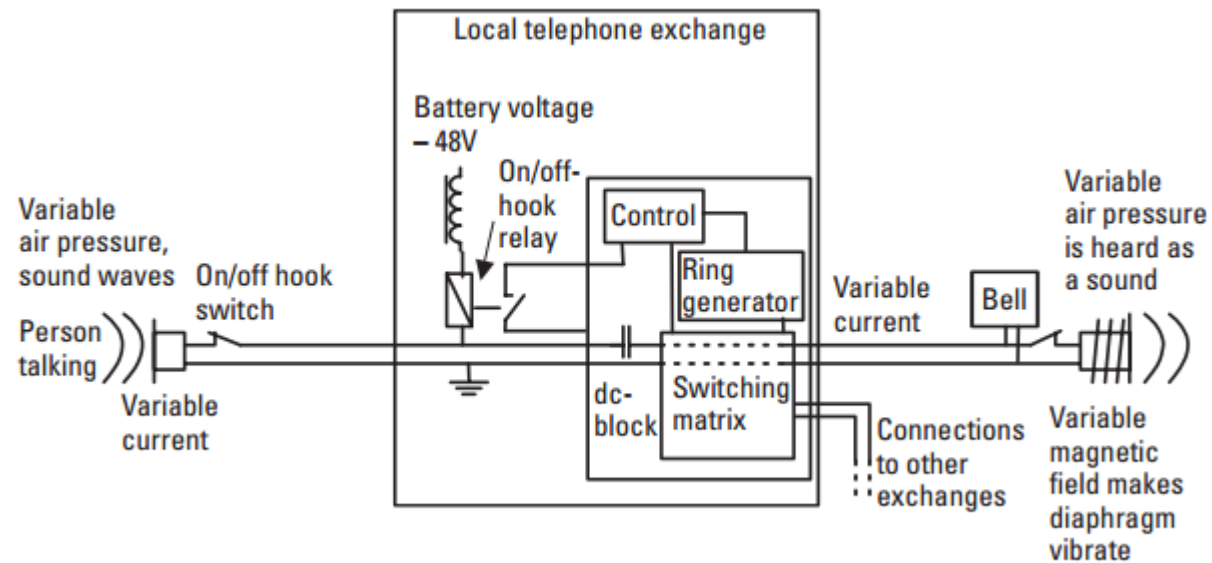 Local telephone exchange
Battery voltage
– 48V
On/off-
hook
relay
Variable
air pressure,
sound waves
On/off hook
switch
Person
talking
Variable
current
Control
Ring
generator
dc-
block
Switching
matrix
Variable
current
Bell
Connections
to other
exchanges
Variable
air pressure
is heard as
a sound
Variable
magnetic
field makes
diaphragm
vibrate